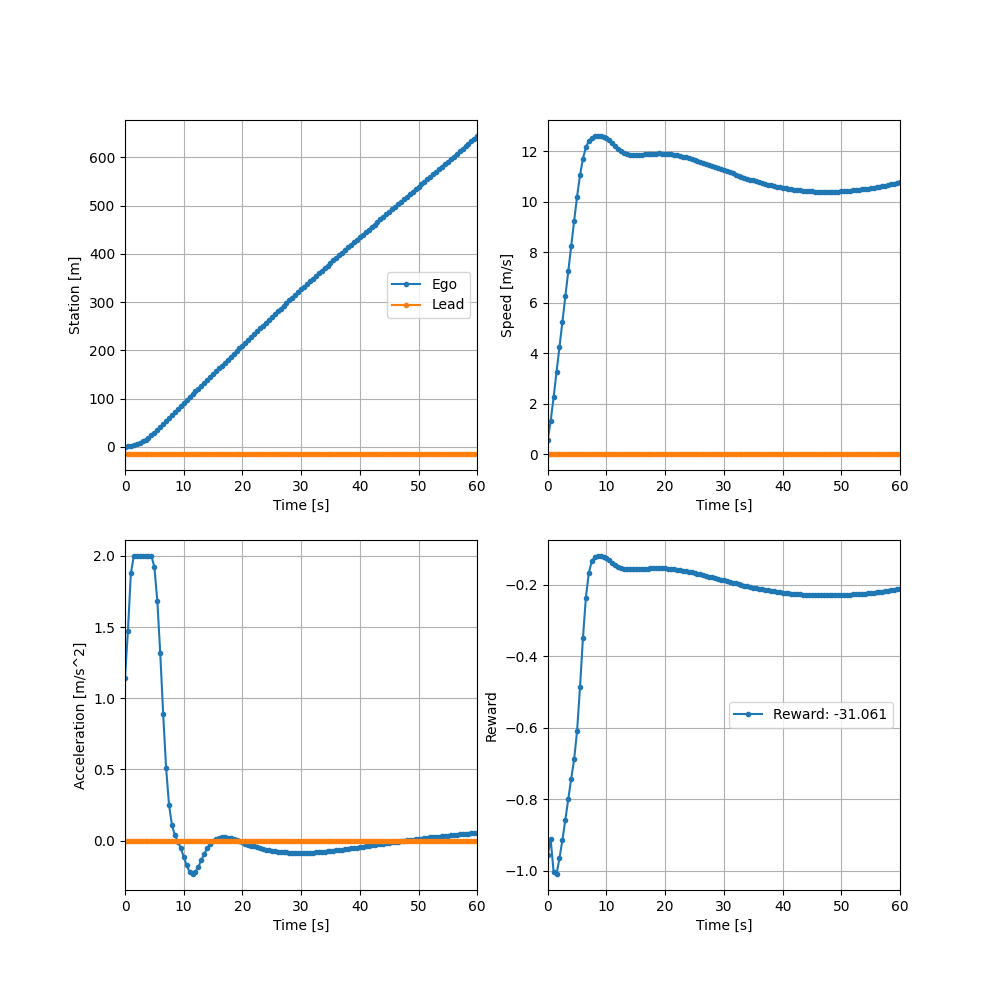 600
500
400
300
200
100
0
Station [m]
Ego
Lead
0 10 20 30 40 50 60
Time [s]
12
10
8
6
4
2
0
Speed [m/s]
0 10 20 30 40 50 60
Time [s]
2.0
1.5
1.0
0.5
0.0
Acceleration [m/s^2]
0 10 20 30 40 50 60
Time [s]
−0.2
−0.4
−0.6
−0.8
−1.0
Reward
Reward: -31.061
0 10 20 30 40 50 60
Time [s]